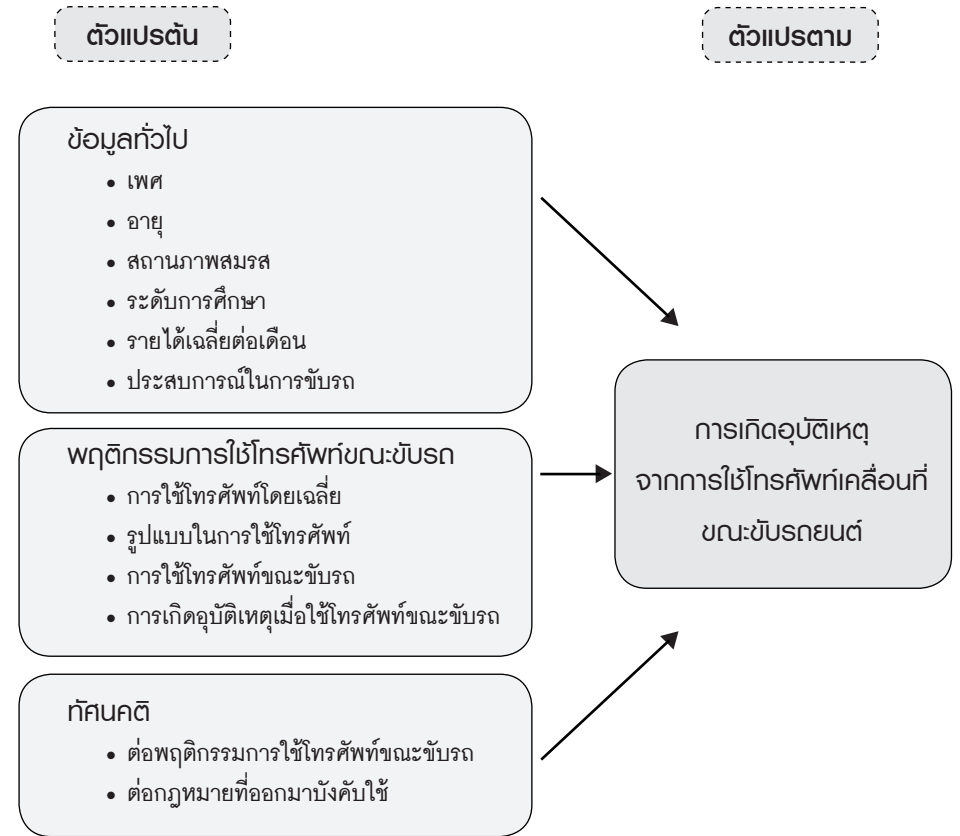 ตัวแปรต้น
ตัวแปรตาม
ข้อมูลทั่วไป
• เพศ
• อายุ
• สถานภาพสมรส
• ระดับการศึกษา
• รายได้เฉลี่ยต่อเดือน
• ประสบการณ์ในการขับรถ
พฤติกรรมการใช้โทรศัพท์ขณะขับรถ
• การใช้โทรศัพท์โดยเฉลี่ย
• รูปแบบในการใช้โทรศัพท์
• การใช้โทรศัพท์ขณะขับรถ
• การเกิดอุบัติเหตุเมื่อใช้โทรศัพท์ขณะขับรถ
ทัศนคติ
• ต่อพฤติกรรมการใช้โทรศัพท์ขณะขับรถ
• ต่อกฎหมายที่ออกมาบังคับใช้
การเกิดอุบัติเหตุ
จากการใช้โทรศัพท์เคลื่อนที่
ขณะขับรถยนต์